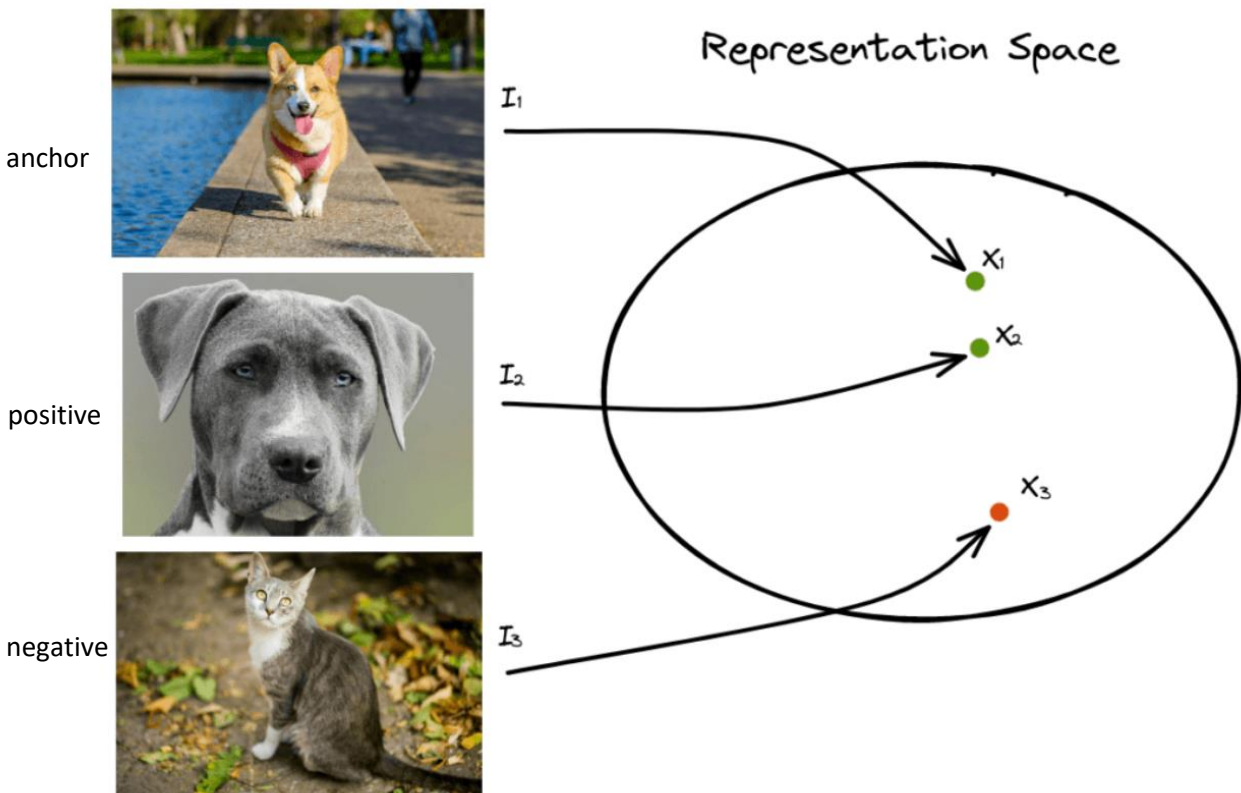 Representation Space
anchor
I₁
X₁
X₂
positive
I₂
X₃
negative
I₃